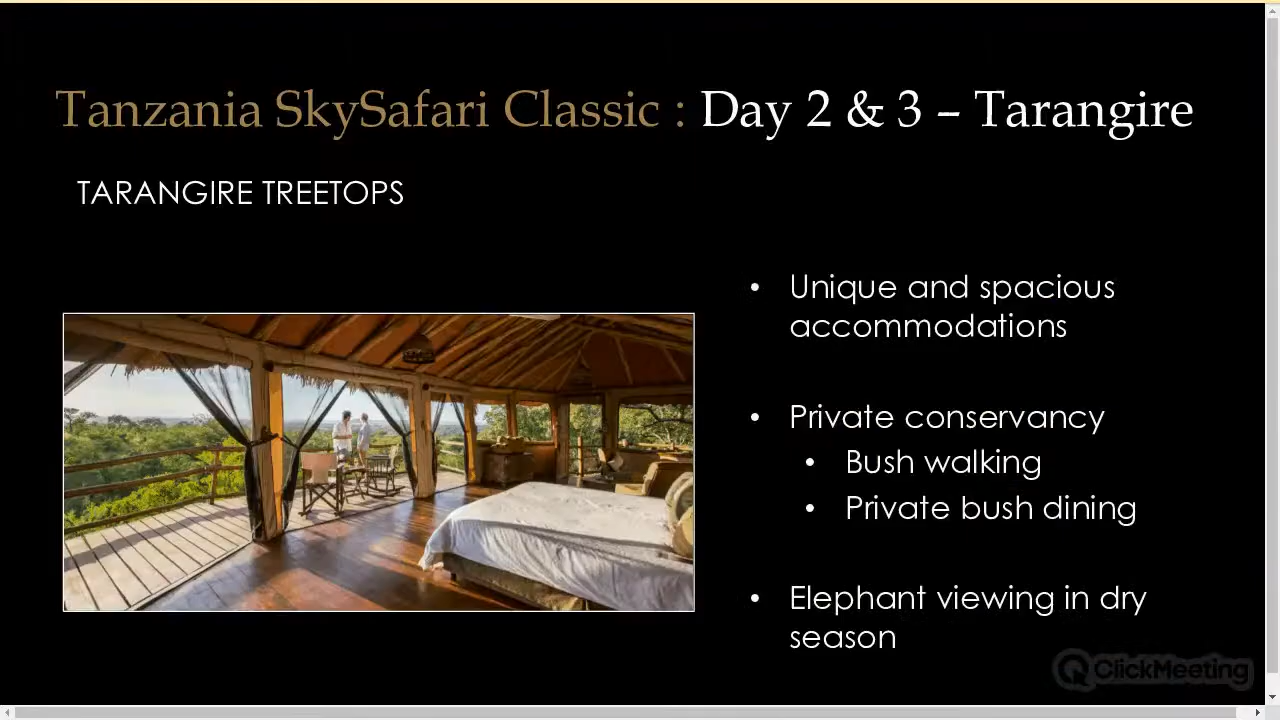 Tanzania SkySafari Classic : Day 2 & 3 – Tarangire
TARANGIRE TREETOPS
• Unique and spacious
accommodations
• Private conservancy
• Bush walking
• Private bush dining
• Elephant viewing in dry
season
ClickMeeting